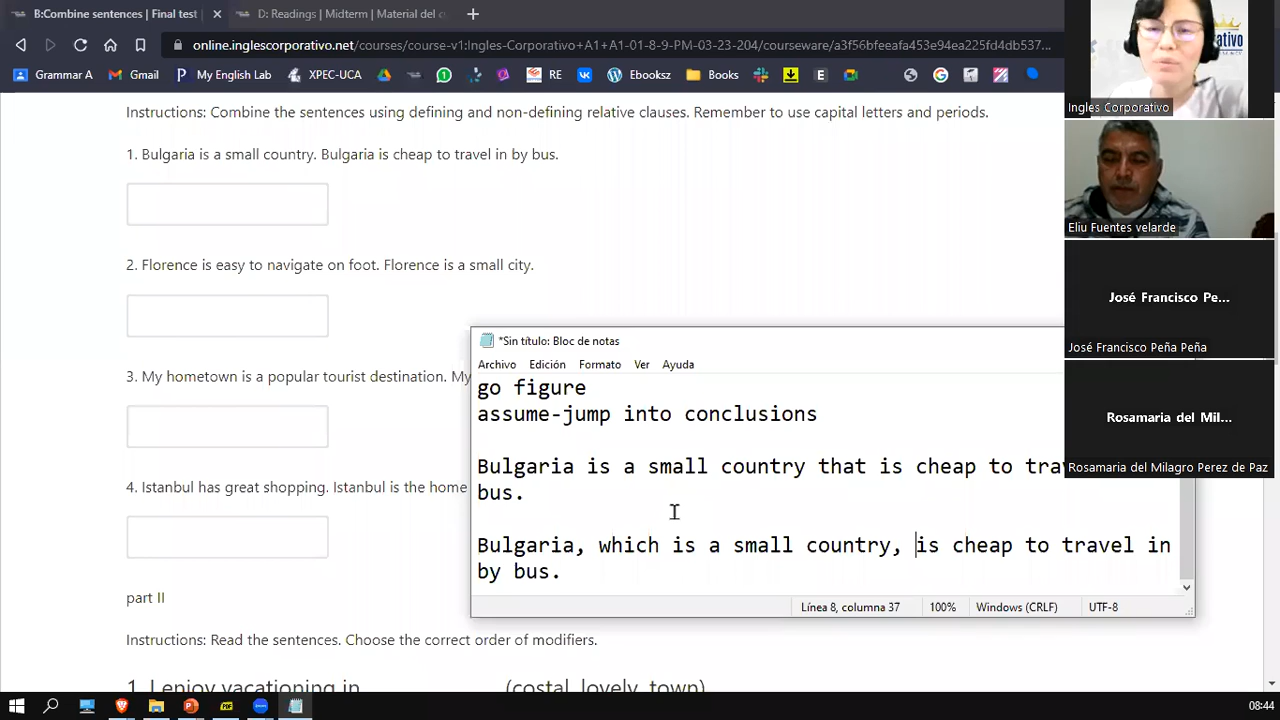 B:Combine sentences | Final test
D: Readings | Midterm | Material del c
online.inglescorporativo.net/courses/course-v1:Ingles-Corporativo+A1+A1-01-8-9-PM-03-23-204/courseware/a3f56bfeefafa453e94ea225fd4db537...
Grammar A
Gmail
My English Lab
XPEC-UCA
RE
Ebooksz
Books
Instructions: Combine the sentences using defining and non-defining relative clauses. Remember to use capital letters and periods.
1. Bulgaria is a small country. Bulgaria is cheap to travel in by bus.
2. Florence is easy to navigate on foot. Florence is a small city.
3. My hometown is a popular tourist destination. My
4. Istanbul has great shopping. Istanbul is the home
part II
Instructions: Read the sentences. Choose the correct order of modifiers.
1. I enjoy vacationing in (costal, lovely, town)
*Sin título: Bloc de notas
Archivo Edición Formato Ver Ayuda
go figure
assume-jump into conclusions
Bulgaria is a small country that is cheap to trav
bus.
Bulgaria, which is a small country, is cheap to travel in
by bus.
Línea 8, columna 37 100% Windows (CRLF) UTF-8
Ingles Corporativo
Eliu Fuentes velarde
José Francisco Pe...
José Francisco Peña Peña
Rosamaria del Mil...
Rosamaria del Milagro Perez de Paz
08:44